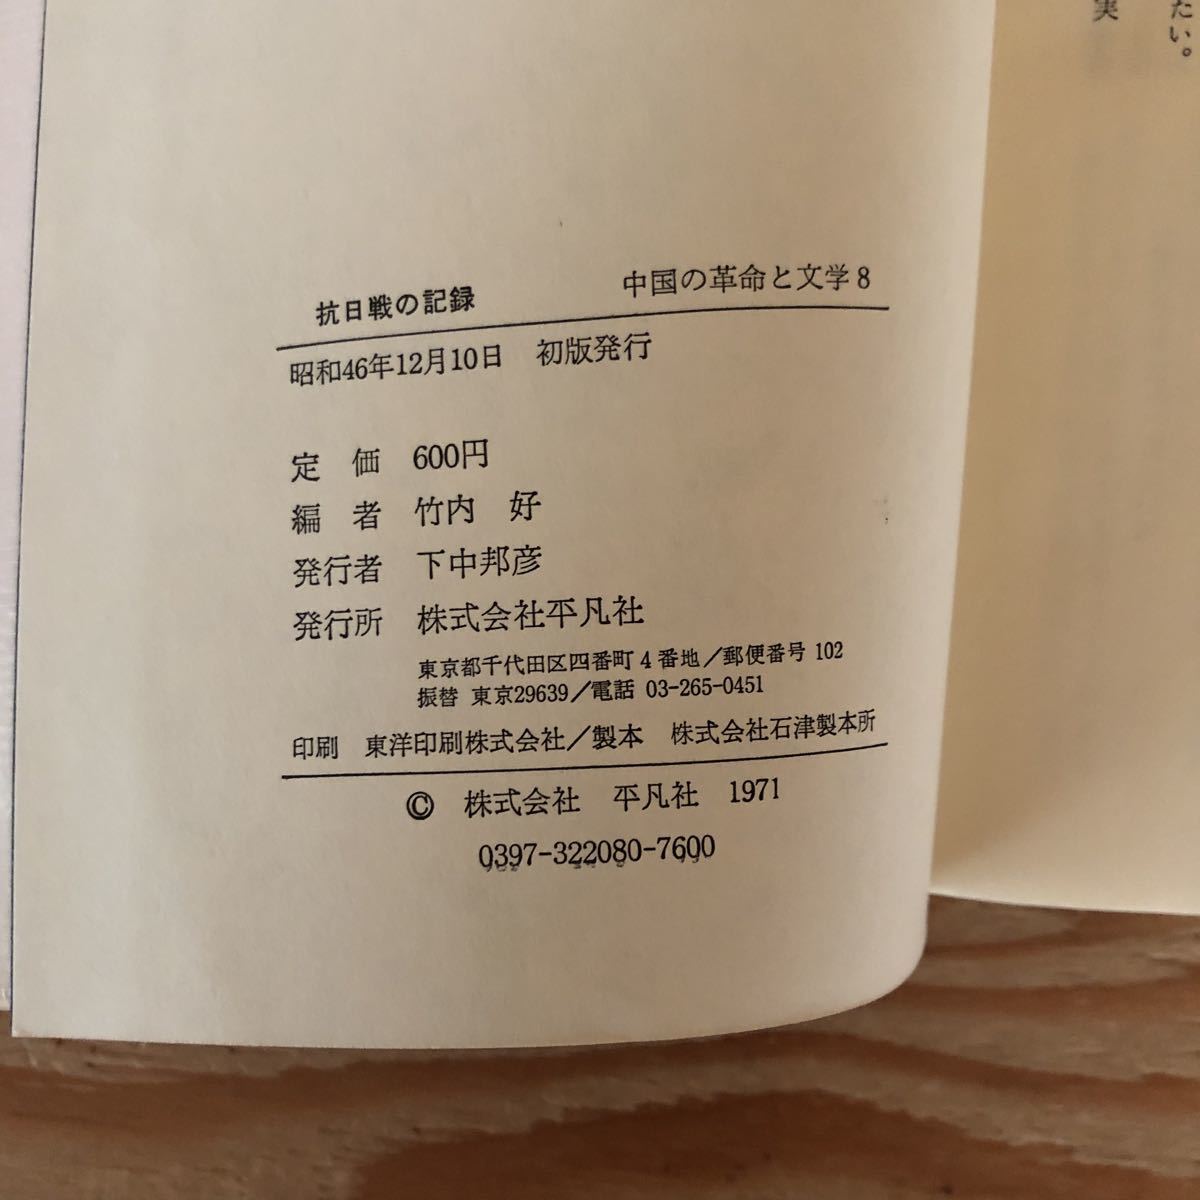 たい。
実
抗日戦の記録 中国の革命と文学8
昭和46年12月10日 初版発行
定 価 600円
編 者 竹内 好
発行者 下中邦彦
発行所 株式会社平凡社
東京都千代田区四番町4番地/郵便番号 102
振替 東京29639/電話 03-265-0451
印刷 東洋印刷株式会社/製本 株式会社石津製本所
© 株式会社 平凡社 1971
0397-322080-7600